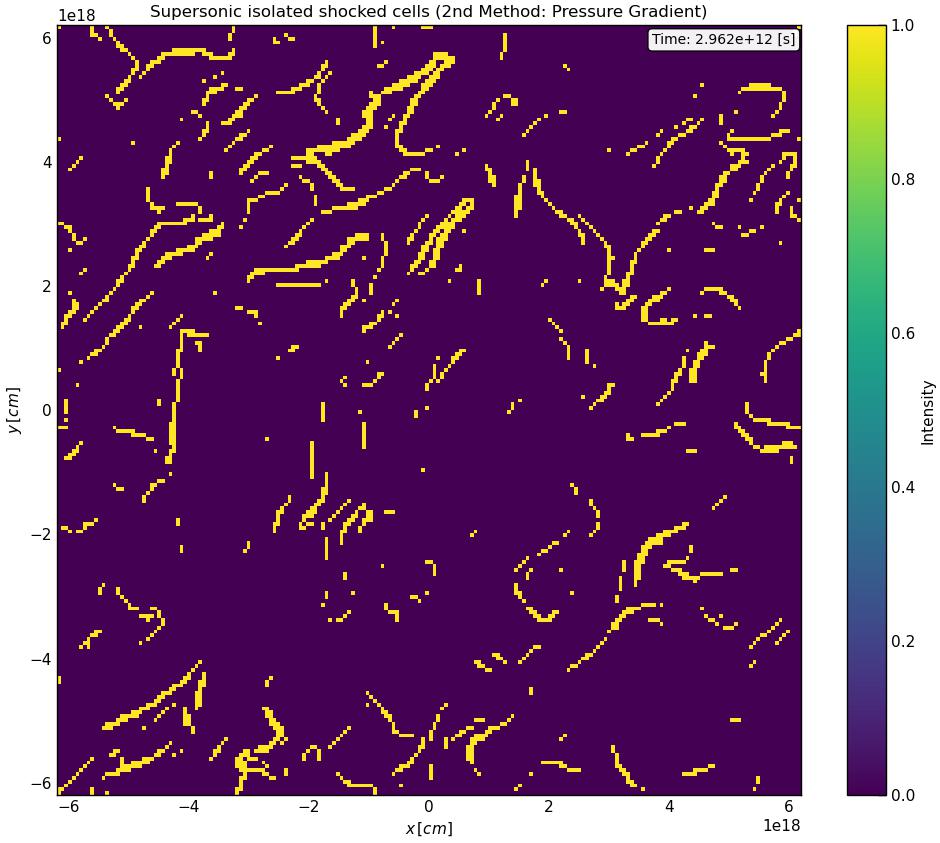 Supersonic isolated shocked cells (2nd Method: Pressure Gradient)
1e18
Time: 2.962e+12 [s]
6
4
2
0
−2
−4
−6
y [cm]
−6
−4
−2
0
2
4
6
1e18
x [cm]
1.0
0.8
0.6
0.4
0.2
0.0
Intensity